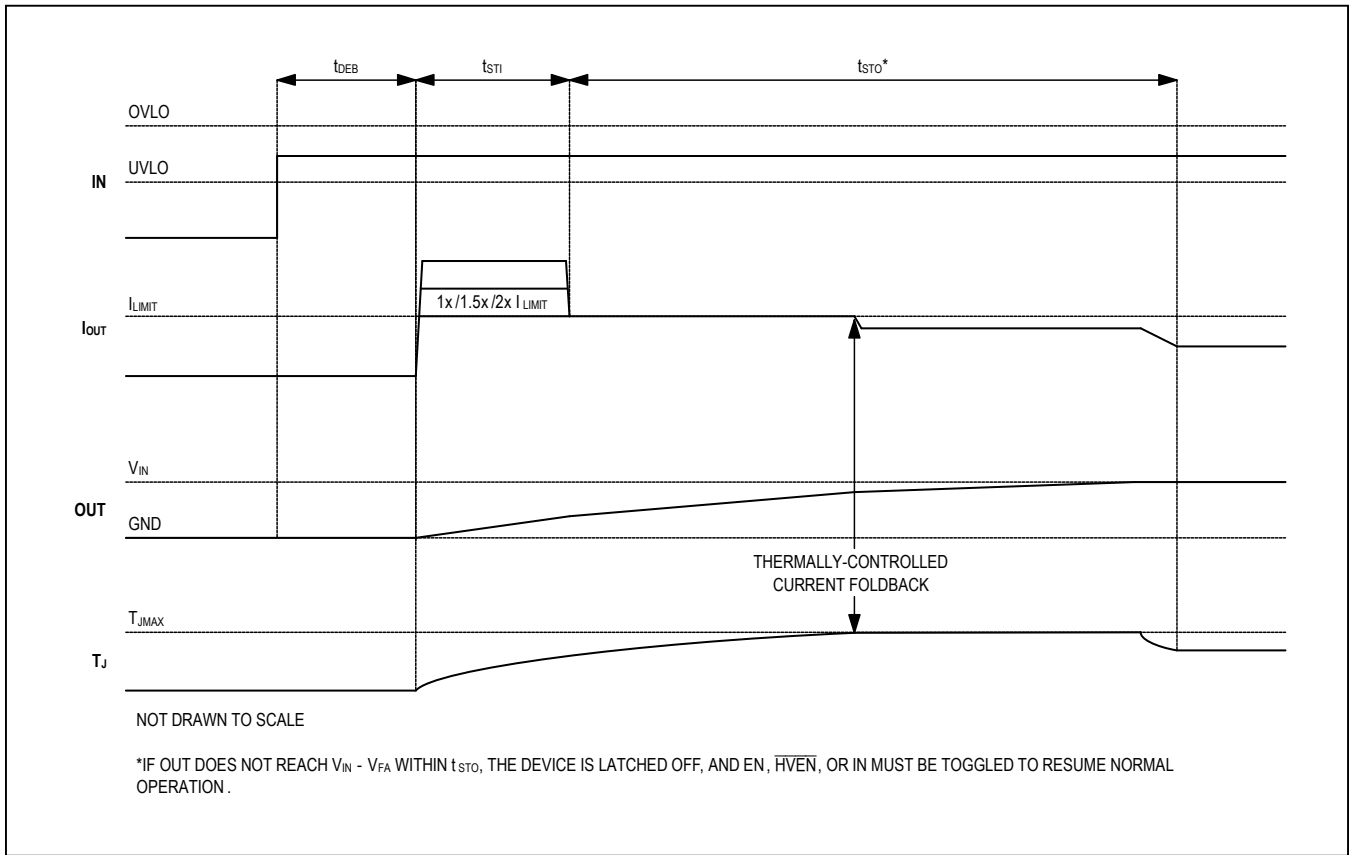 tDEB
tSTI
tSTO*
OVLO
UVLO
IN
ILIMIT
1x/1.5x/2x ILIMIT
IOUT
VIN
OUT
GND
THERMALLY-CONTROLLED
CURRENT FOLDBACK
TJMAX
TJ
NOT DRAWN TO SCALE
*IF OUT DOES NOT REACH VIN - VFA WITHIN tSTO, THE DEVICE IS LATCHED OFF, AND EN, H̅V̅E̅N̅, OR IN MUST BE TOGGLED TO RESUME NORMAL
OPERATION.